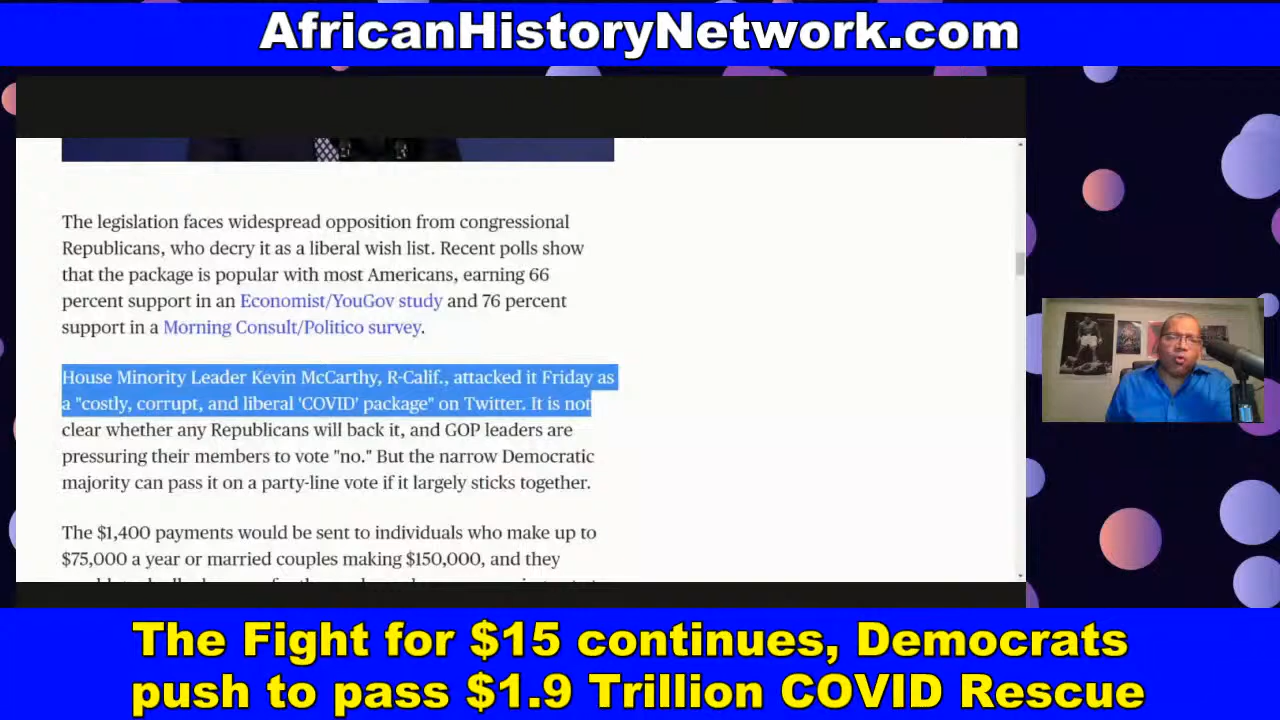 AfricanHistoryNetwork.com
The legislation faces widespread opposition from congressional
Republicans, who decry it as a liberal wish list. Recent polls show
that the package is popular with most Americans, earning 66
percent support in an Economist/YouGov study and 76 percent
support in a Morning Consult/Politico survey.
House Minority Leader Kevin McCarthy, R-Calif., attacked it Friday as
a "costly, corrupt, and liberal 'COVID' package" on Twitter. It is not
clear whether any Republicans will back it, and GOP leaders are
pressuring their members to vote "no." But the narrow Democratic
majority can pass it on a party-line vote if it largely sticks together.
The $1,400 payments would be sent to individuals who make up to
$75,000 a year or married couples making $150,000, and they
The Fight for $15 continues, Democrats
push to pass $1.9 Trillion COVID Rescue